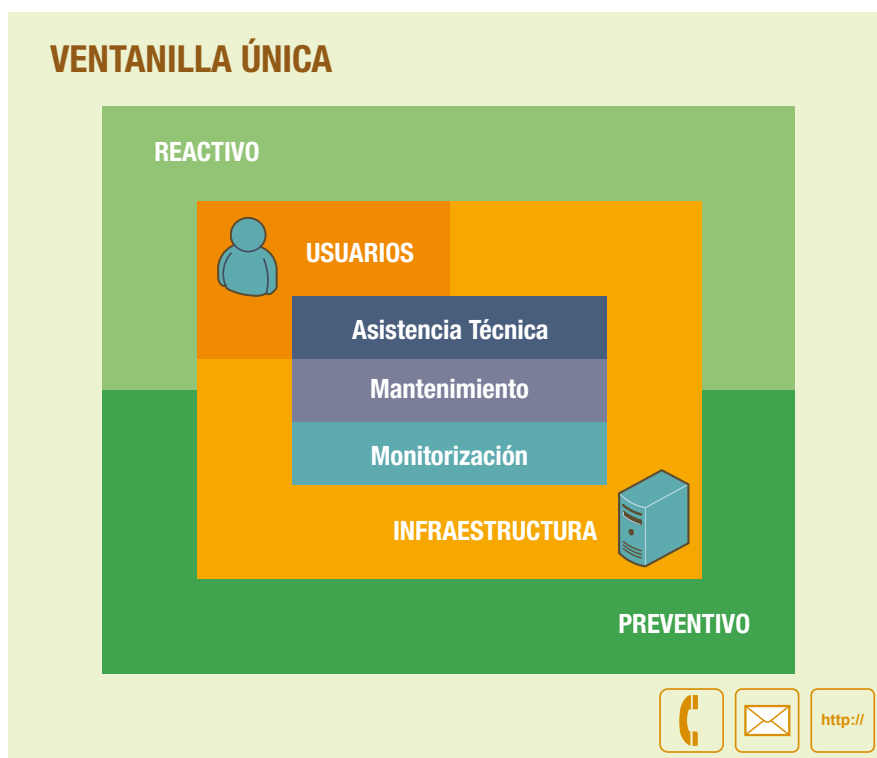 VENTANILLA ÚNICA
REACTIVO
USUARIOS
Asistencia Técnica
Mantenimiento
Monitorización
INFRAESTRUCTURA
PREVENTIVO
http://